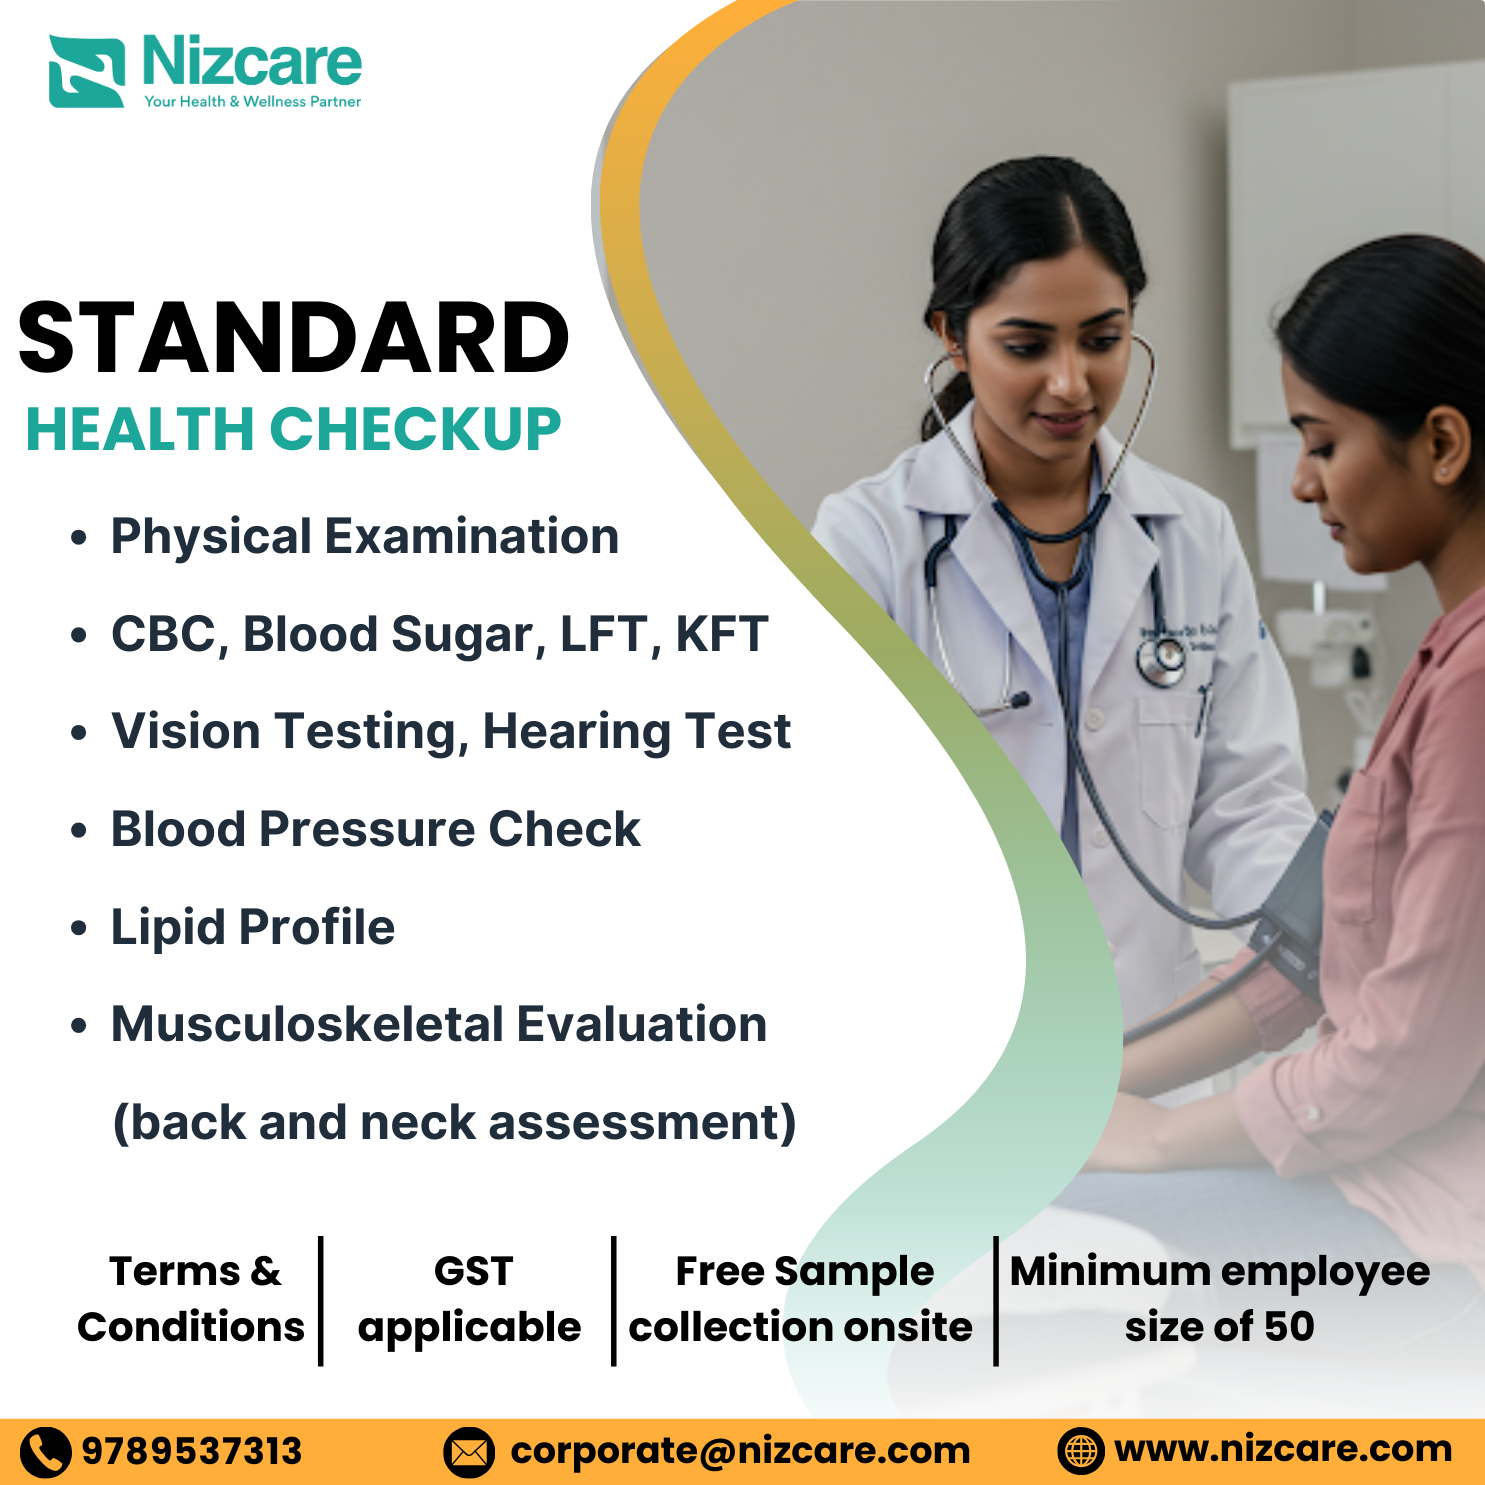 Nizcare
Your Health & Wellness Partner
STANDARD
HEALTH CHECKUP
• Physical Examination
• CBC, Blood Sugar, LFT, KFT
• Vision Testing, Hearing Test
• Blood Pressure Check
• Lipid Profile
• Musculoskeletal Evaluation
(back and neck assessment)
Terms &
Conditions
GST
applicable
Free Sample
collection onsite
Minimum employee
size of 50
9789537313
corporate@nizcare.com
www.nizcare.com